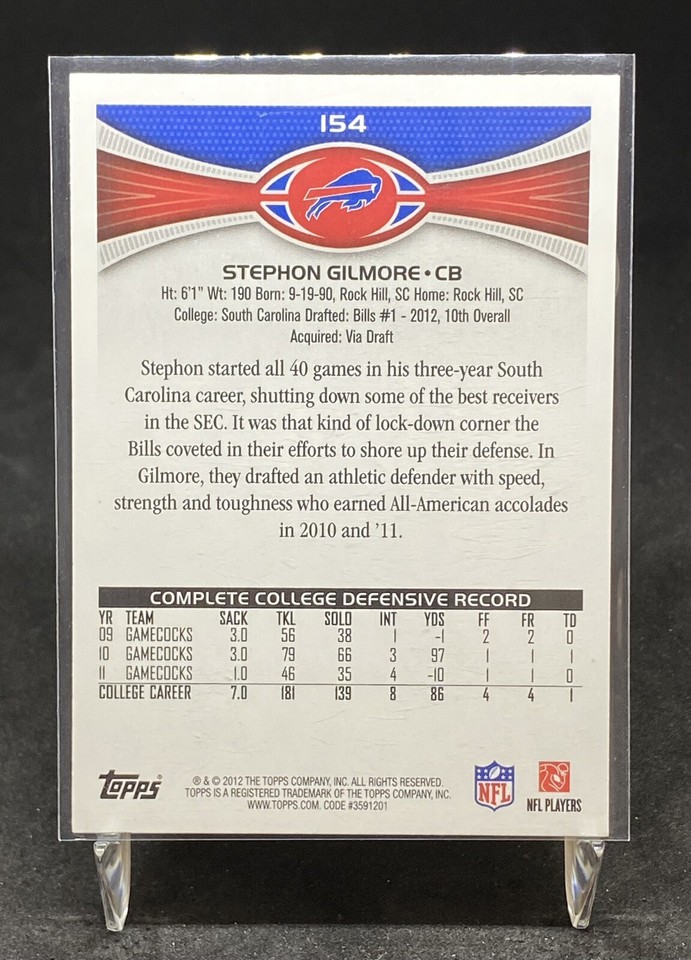 154
STEPHON GILMORE • CB
Ht: 6'1" Wt: 190 Born: 9-19-90, Rock Hill, SC Home: Rock Hill, SC
College: South Carolina Drafted: Bills #1 - 2012, 10th Overall
Acquired: Via Draft
Stephon started all 40 games in his three-year South
Carolina career, shutting down some of the best receivers
in the SEC. It was that kind of lock-down corner the
Bills coveted in their efforts to shore up their defense. In
Gilmore, they drafted an athletic defender with speed,
strength and toughness who earned All-American accolades
in 2010 and '11.
COMPLETE COLLEGE DEFENSIVE RECORD
YR TEAM SACK TKL SOLO INT YDS FF FR TD
09 GAMECOCKS 3.0 56 38 1 -1 2 2 0
10 GAMECOCKS 3.0 79 66 3 97 1 1 1
11 GAMECOCKS 1.0 46 35 4 -10 1 1 0
COLLEGE CAREER 7.0 181 139 8 86 4 4 1
Topps®
® & © 2012 THE TOPPS COMPANY, INC. ALL RIGHTS RESERVED.
TOPPS IS A REGISTERED TRADEMARK OF THE TOPPS COMPANY, INC.
WWW.TOPPS.COM. CODE #3591201
NFL
NFL PLAYERS